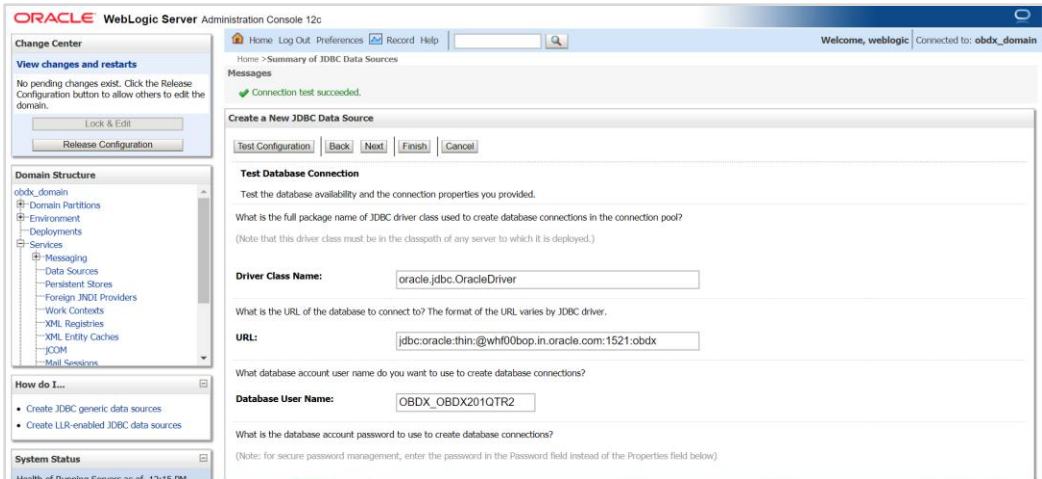 ORACLE WebLogic Server Administration Console 12c
Change Center
View changes and restarts
No pending changes exist. Click the Release
Configuration button to allow others to edit the
domain.
Lock & Edit
Release Configuration
Domain Structure
obdx_domain
Domain Partitions
Environment
Deployments
Services
Messaging
Data Sources
Persistent Stores
Foreign JNDI Providers
Work Contexts
XML Registries
XML Entity Caches
jCOM
Mail Sessions
How do I...
Create JDBC generic data sources
Create LLR-enabled JDBC data sources
System Status
Health of Running Servers as of 12:15 PM
Home Log Out Preferences Record Help
Welcome, weblogic Connected to: obdx_domain
Home >Summary of JDBC Data Sources
Messages
Connection test succeeded.
Create a New JDBC Data Source
Test Configuration Back Next Finish Cancel
Test Database Connection
Test the database availability and the connection properties you provided.
What is the full package name of JDBC driver class used to create database connections in the connection pool?
(Note that this driver class must be in the classpath of any server to which it is deployed.)
Driver Class Name: oracle.jdbc.OracleDriver
What is the URL of the database to connect to? The format of the URL varies by JDBC driver.
URL: jdbc:oracle:thin:@whf00bop.in.oracle.com:1521:obdx
What database account user name do you want to use to create database connections?
Database User Name: OBDX_OBDX201QTR2
What is the database account password to use to create database connections?
(Note: for secure password management, enter the password in the Password field instead of the Properties field below)